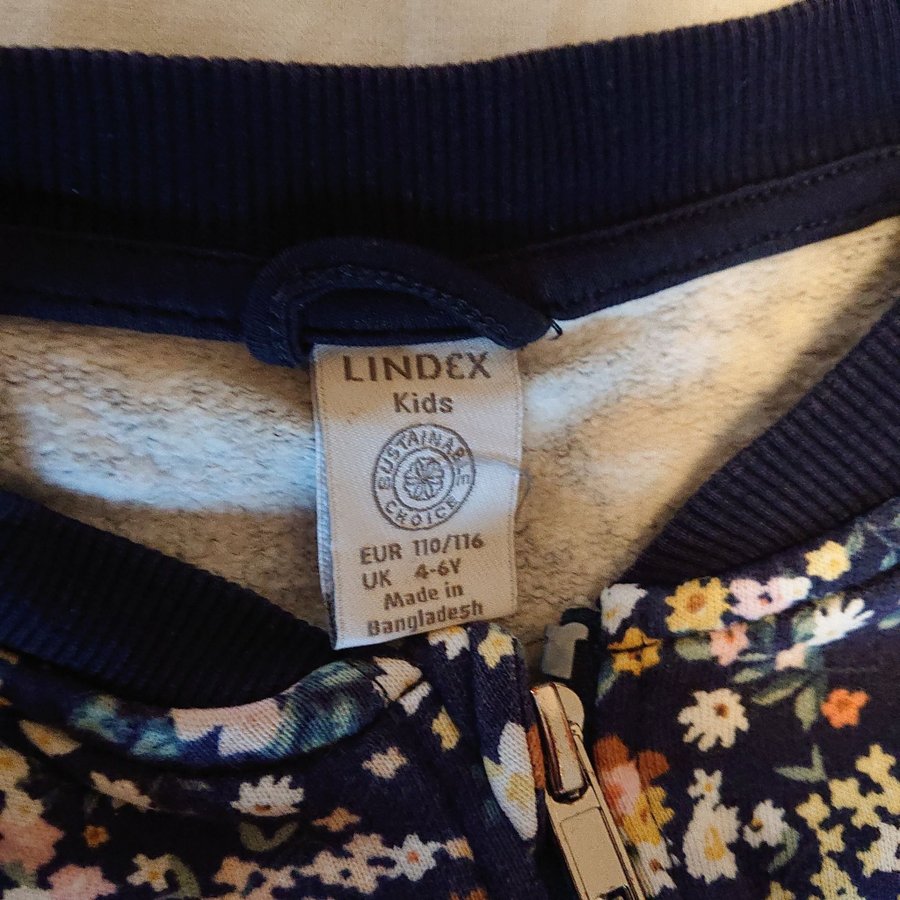 LINDEX
Kids
SUSTAINABLE
CHOICE
EUR 110/116
UK 4-6Y
Made in
Bangladesh